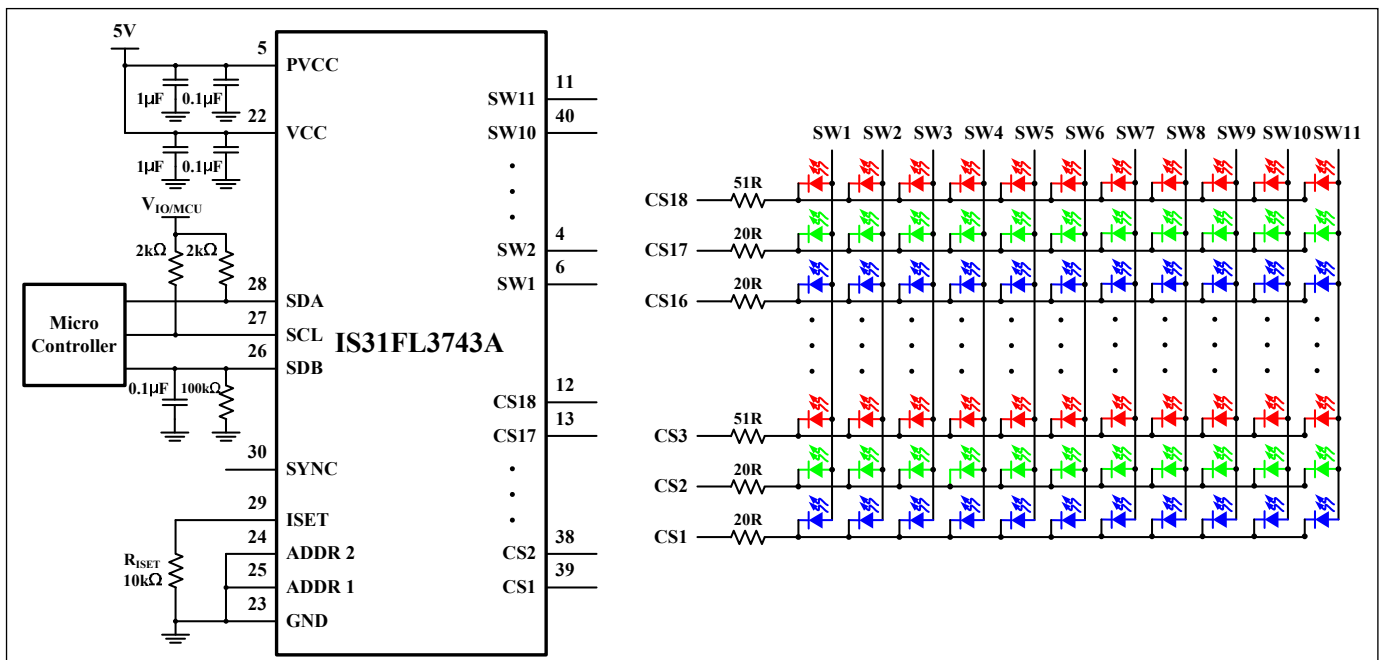 5V
5
PVCC
1µF
0.1µF
22
VCC
1µF
0.1µF
V_IO/MCU
2kΩ
2kΩ
28
SDA
27
SCL
26
SDB
Micro
Controller
0.1µF
100kΩ
30
SYNC
29
ISET
24
ADDR 2
R_ISET
10kΩ
25
ADDR 1
23
GND
IS31FL3743A
11
SW11
40
SW10
4
SW2
6
SW1
12
CS18
13
CS17
38
CS2
39
CS1
SW1 SW2 SW3 SW4 SW5 SW6 SW7 SW8 SW9 SW10 SW11
51R
CS18
20R
CS17
20R
CS16
51R
CS3
20R
CS2
20R
CS1